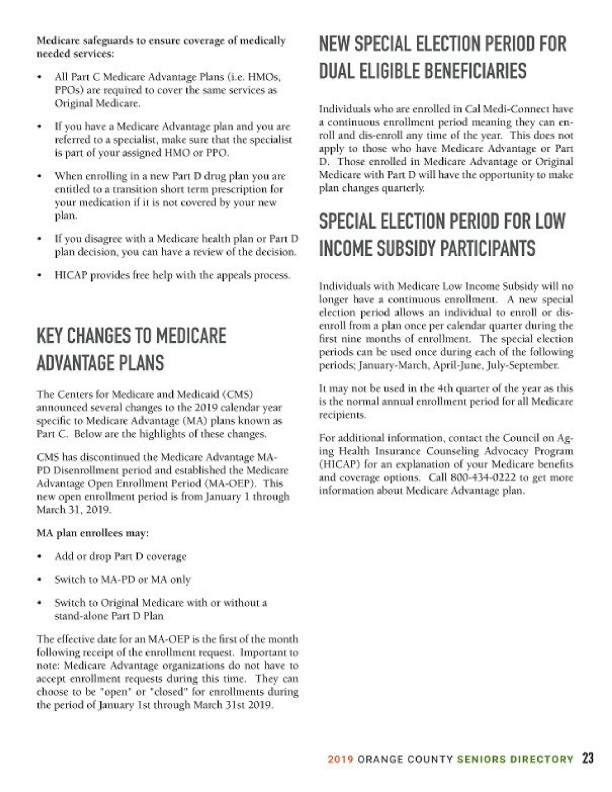 Medicare safeguards to ensure coverage of medically
needed services:
• All Part C Medicare Advantage Plans (i.e. HMOs,
PPOs) are required to cover the same services as
Original Medicare.
• If you have a Medicare Advantage plan and you are
referred to a specialist, make sure that the specialist
is part of your assigned HMO or PPO.
• When enrolling in a new Part D drug plan you are
entitled to a transition short term prescription for
your medication if it is not covered by your new
plan.
• If you disagree with a Medicare health plan or Part D
plan decision, you can have a review of the decision.
• HICAP provides free help with the appeals process.
KEY CHANGES TO MEDICARE
ADVANTAGE PLANS
The Centers for Medicare and Medicaid (CMS)
announced several changes to the 2019 calendar year
specific to Medicare Advantage (MA) plans known as
Part C. Below are the highlights of these changes.
CMS has discontinued the Medicare Advantage MA-
PD Disenrollment period and established the Medicare
Advantage Open Enrollment Period (MA-OEP). This
new open enrollment period is from January 1 through
March 31, 2019.
MA plan enrollees may:
• Add or drop Part D coverage
• Switch to MA-PD or MA only
• Switch to Original Medicare with or without a
stand-alone Part D Plan
The effective date for an MA-OEP is the first of the month
following receipt of the enrollment request. Important to
note: Medicare Advantage organizations do not have to
accept enrollment requests during this time. They can
choose to be "open" or "closed" for enrollments during
the period of January 1st through March 31st 2019.
NEW SPECIAL ELECTION PERIOD FOR
DUAL ELIGIBLE BENEFICIARIES
Individuals who are enrolled in Cal Medi-Connect have
a continuous enrollment period meaning they can en-
roll and dis-enroll any time of the year. This does not
apply to those who have Medicare Advantage or Part
D. Those enrolled in Medicare Advantage or Original
Medicare with Part D will have the opportunity to make
plan changes quarterly.
SPECIAL ELECTION PERIOD FOR LOW
INCOME SUBSIDY PARTICIPANTS
Individuals with Medicare Low Income Subsidy will no
longer have a continuous enrollment. A new special
election period allows an individual to enroll or dis-
enroll from a plan once per calendar quarter during the
first nine months of enrollment. The special election
periods can be used once during each of the following
periods; January-March, April-June, July-September.
It may not be used in the 4th quarter of the year as this
is the normal annual enrollment period for all Medicare
recipients.
For additional information, contact the Council on Ag-
ing Health Insurance Counseling Advocacy Program
(HICAP) for an explanation of your Medicare benefits
and coverage options. Call 800-434-0222 to get more
information about Medicare Advantage plan.
2019 ORANGE COUNTY SENIORS DIRECTORY 23